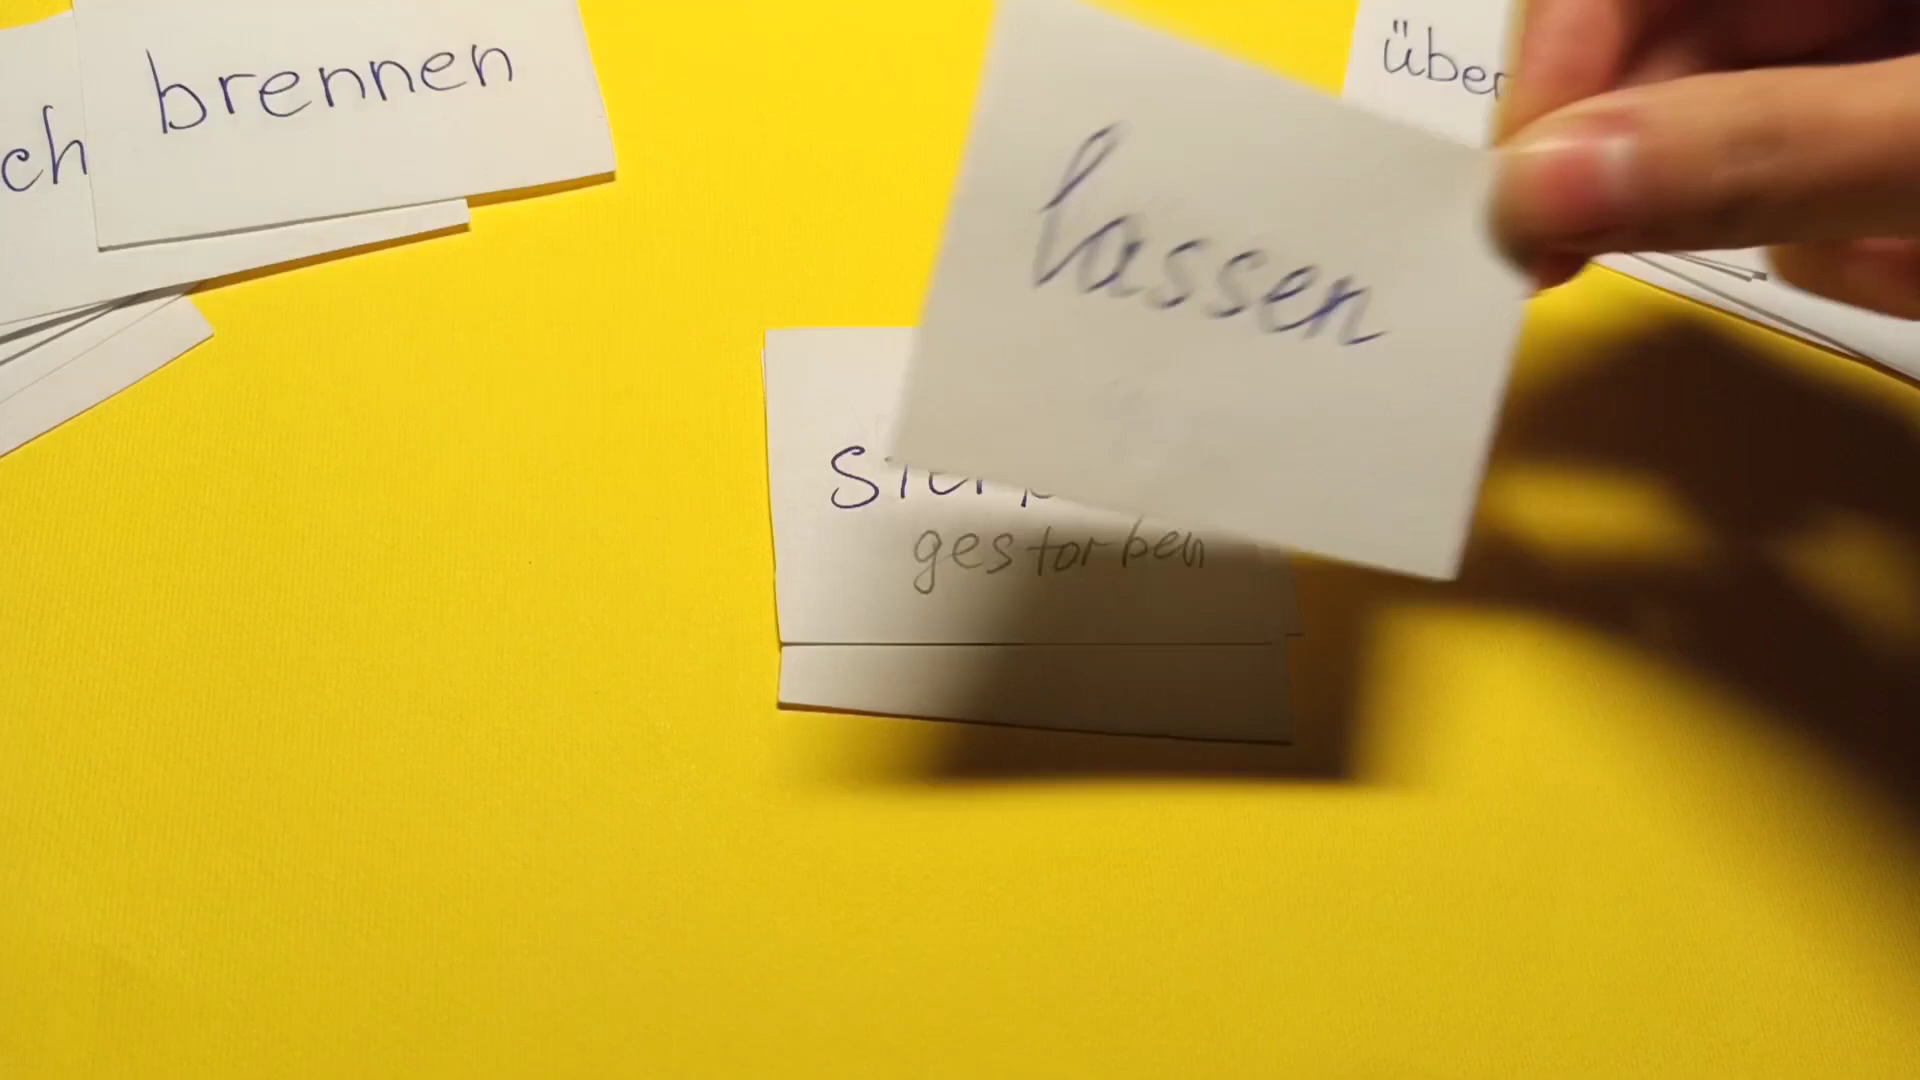 brennen
ch
über
lassen
gestorben